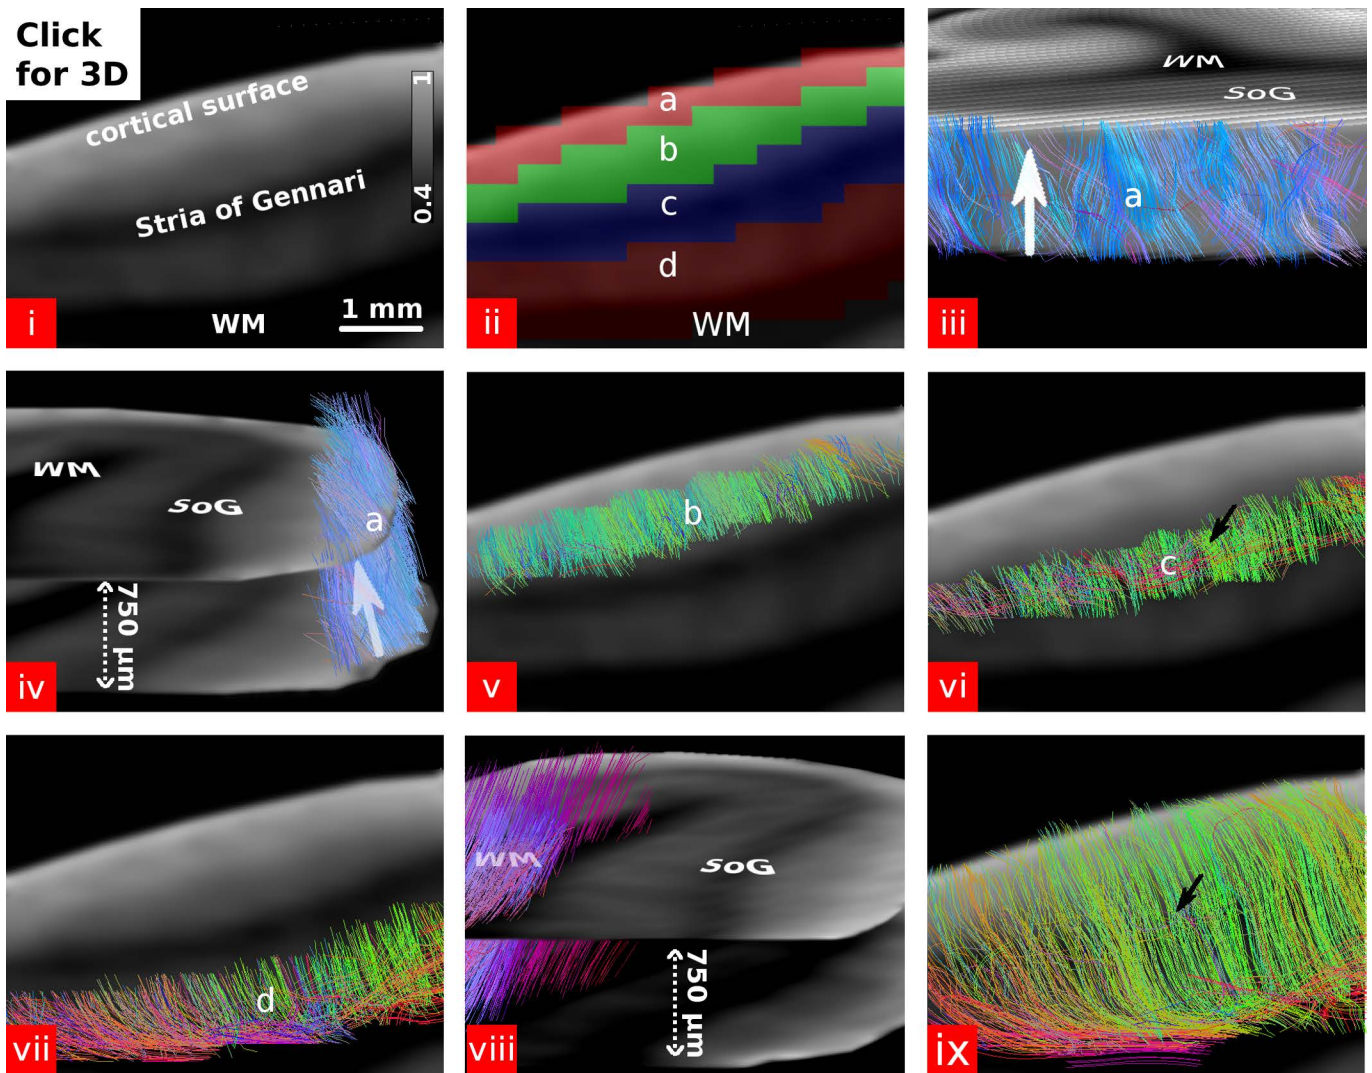 Click
for 3D
cortical surface
Stria of Gennari
1
0.4
WM
1 mm
i
a
b
c
d
WM
ii
WM
SoG
a
iii
WM
SoG
a
750 µm
iv
b
v
c
vi
d
vii
WM
SoG
750 µm
viii
ix